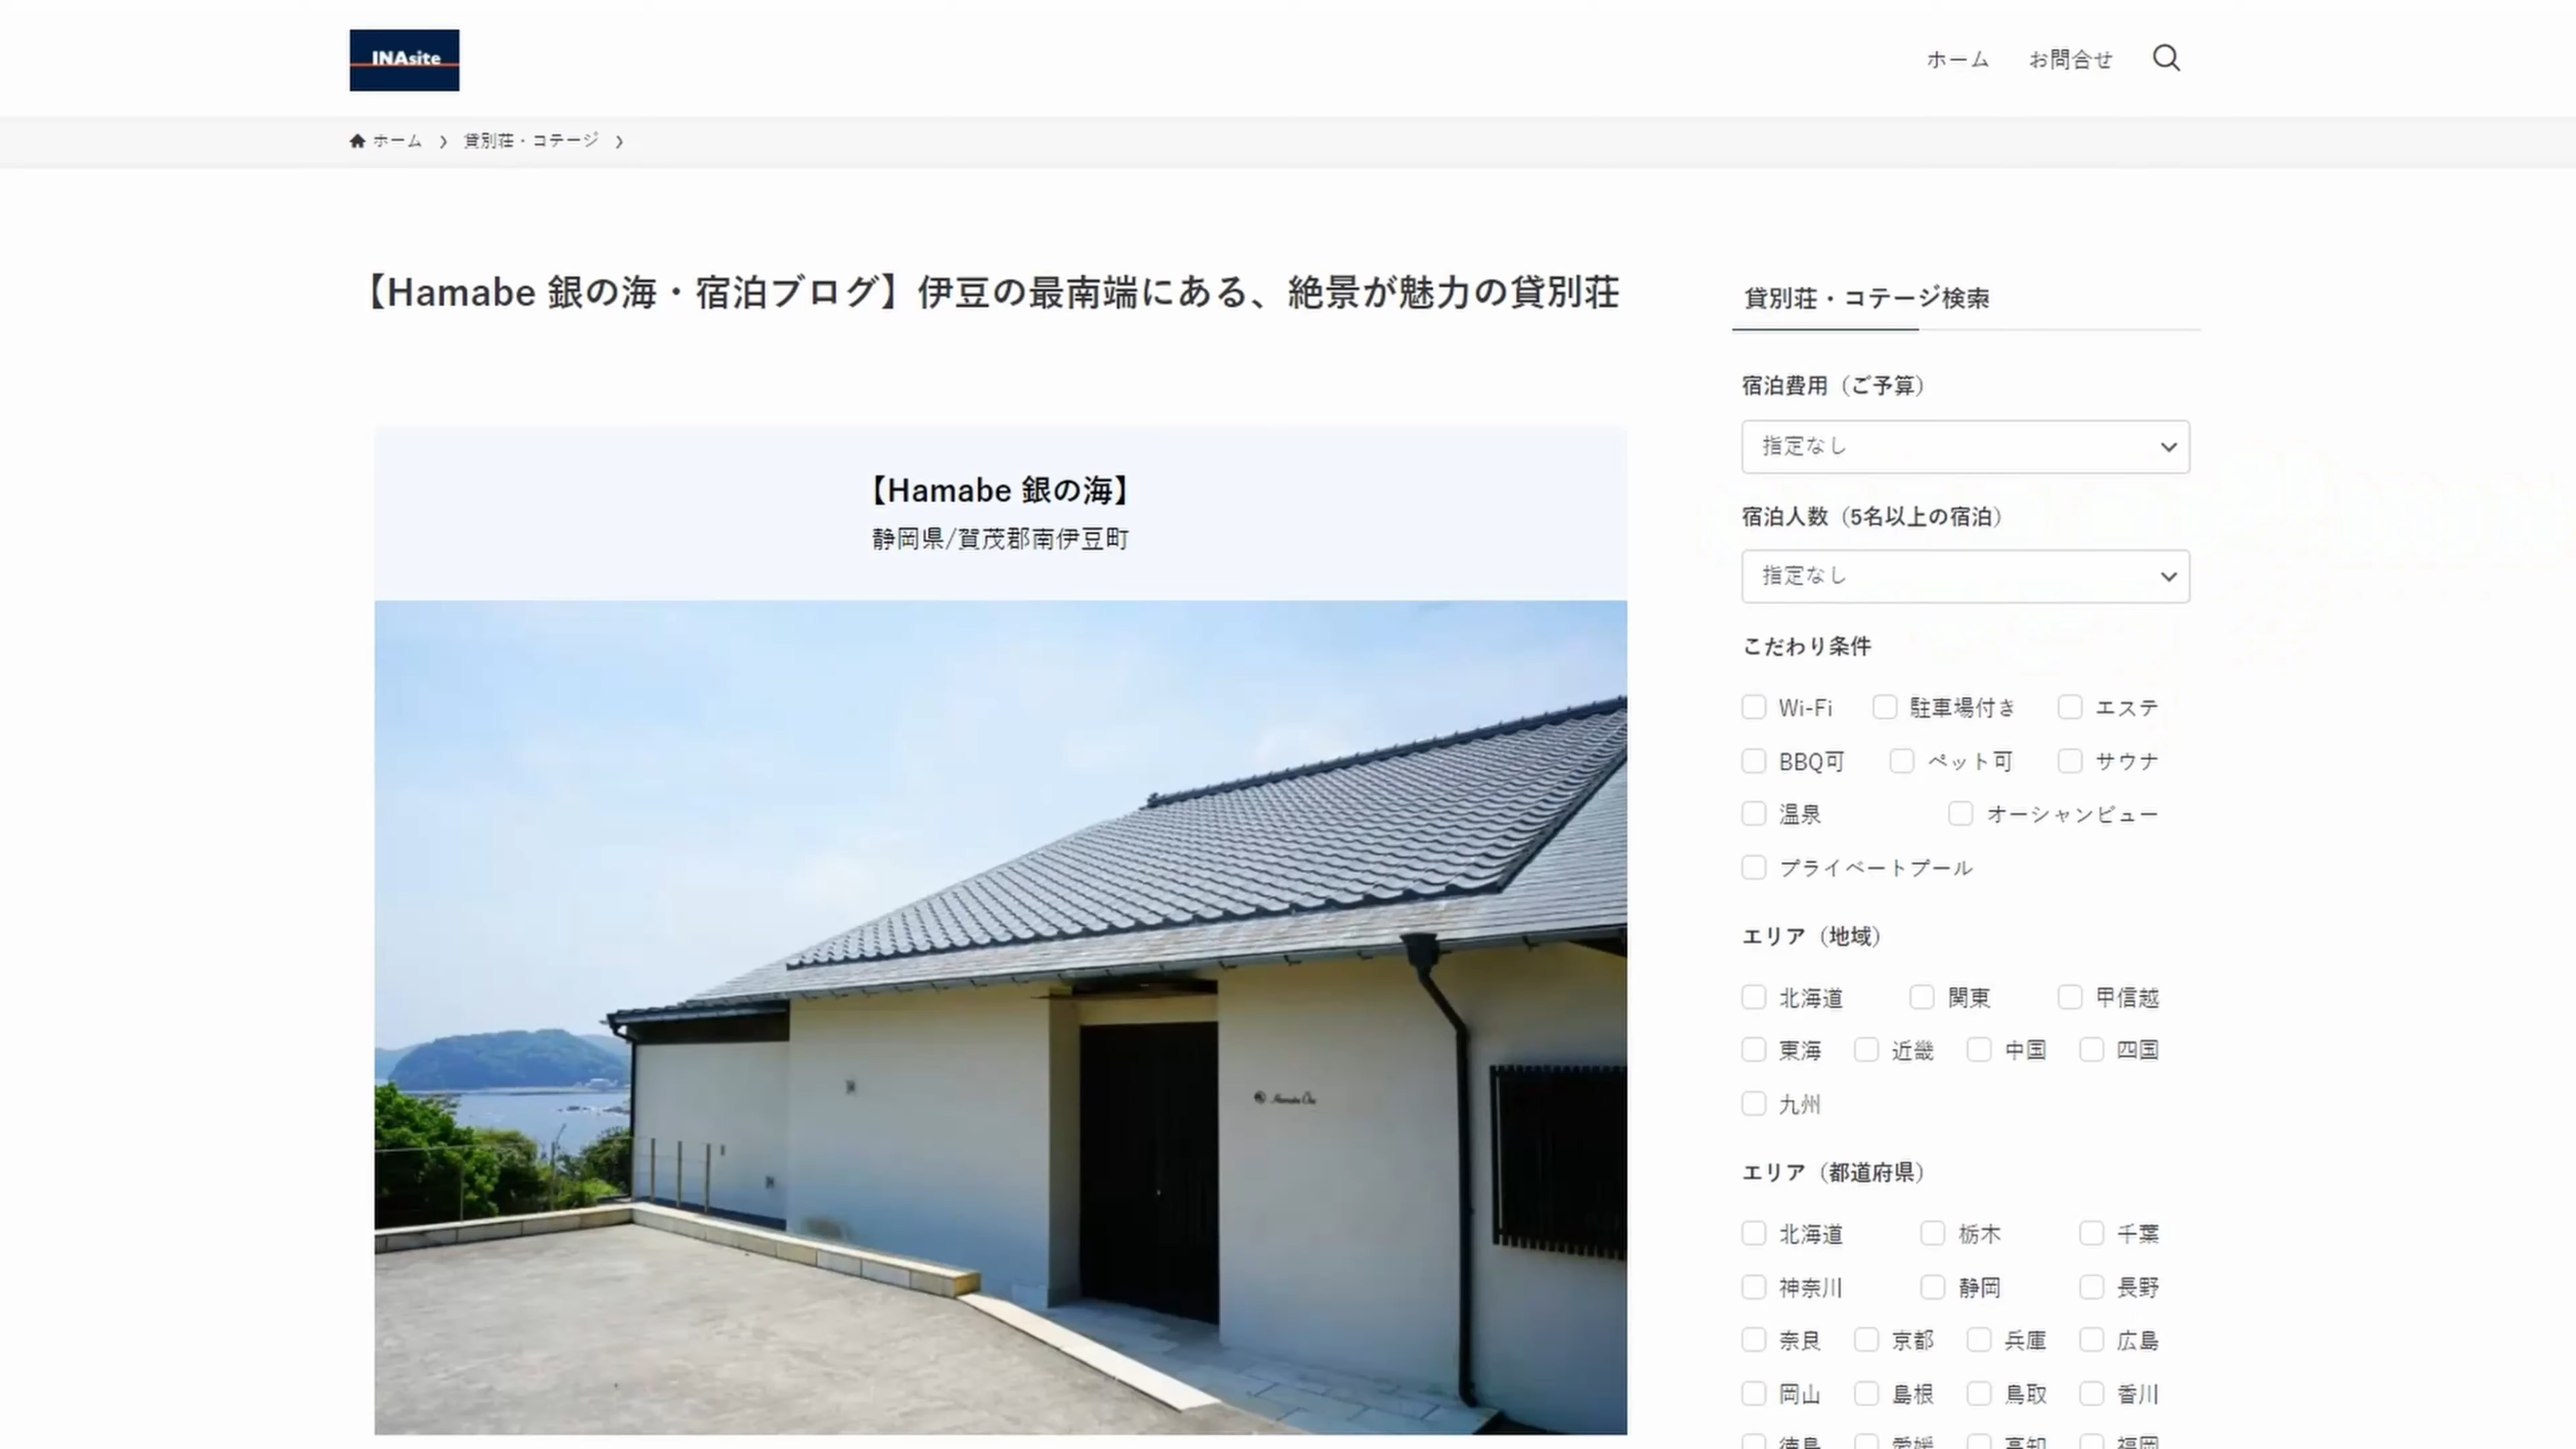 INAsite
ホーム お問合せ
ホーム 貸別荘・コテージ
【Hamabe 銀の海・宿泊ブログ】伊豆の最南端にある、絶景が魅力の貸別荘
【Hamabe 銀の海】
静岡県/賀茂郡南伊豆町
貸別荘・コテージ検索
宿泊費用（ご予算）
指定なし
宿泊人数（5名以上の宿泊）
指定なし
こだわり条件
Wi-Fi 駐車場付き エステ
BBQ可 ペット可 サウナ
温泉 オーシャンビュー
プライベートプール
エリア（地域）
北海道 関東 甲信越
東海 近畿 中国 四国
九州
エリア（都道府県）
北海道 栃木 千葉
神奈川 静岡 長野
奈良 京都 兵庫 広島
岡山 島根 鳥取 香川
徳島 愛媛 高知 福岡